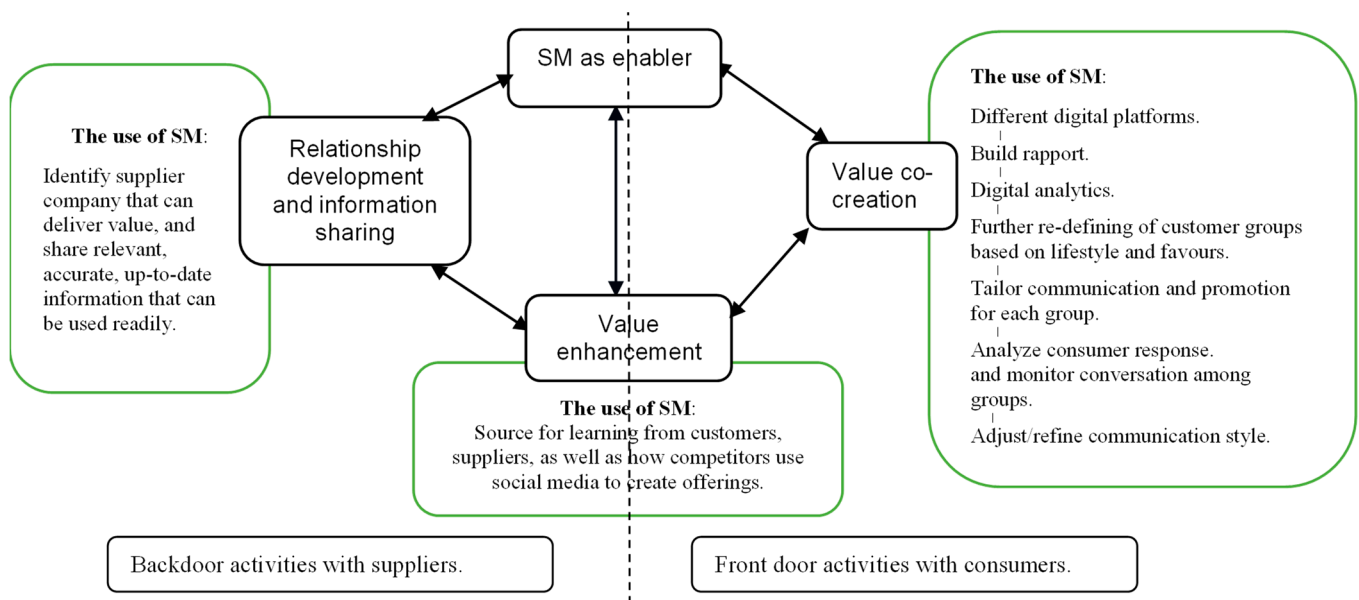 SM as enabler
The use of SM:
Identify supplier
company that can
deliver value, and
share relevant,
accurate, up-to-date
information that can
be used readily.
Relationship
development
and information
sharing
Value co-
creation
The use of SM:
Different digital platforms.
Build rapport.
Digital analytics.
Further re-defining of customer groups
based on lifestyle and favours.
Tailor communication and promotion
for each group.
Analyze consumer response.
and monitor conversation among
groups.
Adjust/refine communication style.
Value
enhancement
The use of SM:
Source for learning from customers,
suppliers, as well as how competitors use
social media to create offerings.
Backdoor activities with suppliers.
Front door activities with consumers.